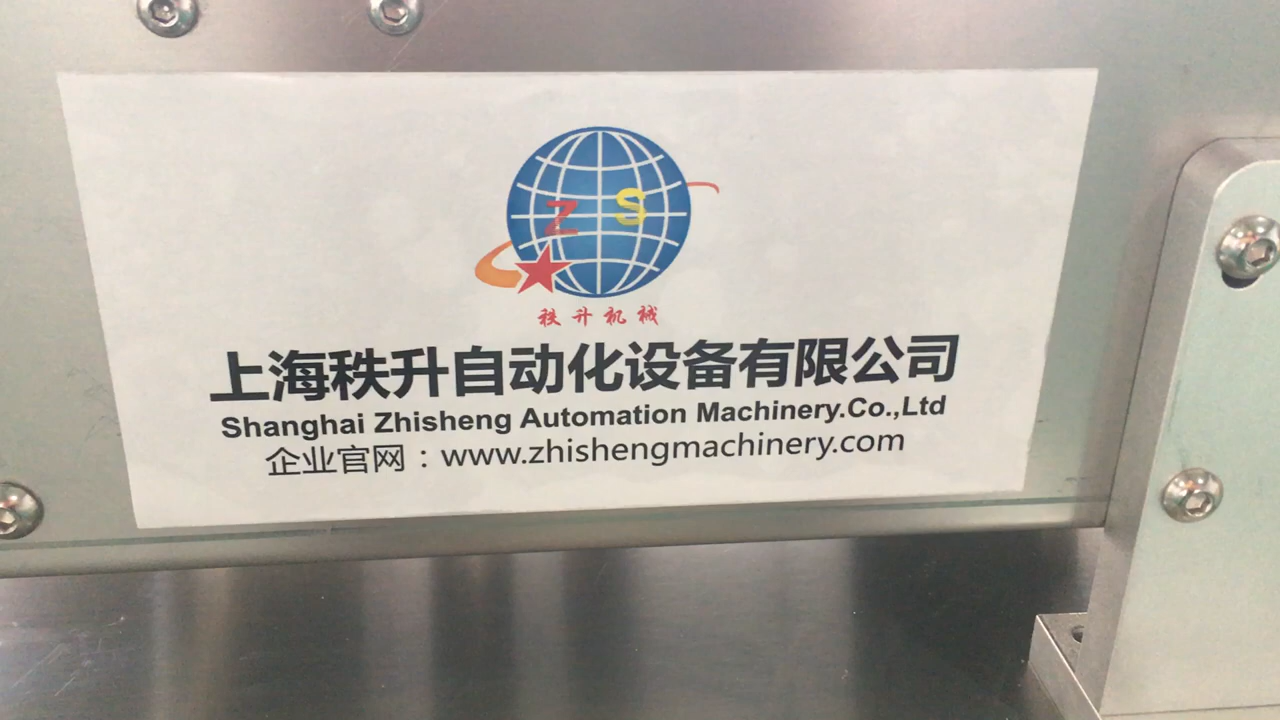 Z S
秩升机械
上海秩升自动化设备有限公司
Shanghai Zhisheng Automation Machinery.Co.,Ltd
企业官网：www.zhishengmachinery.com